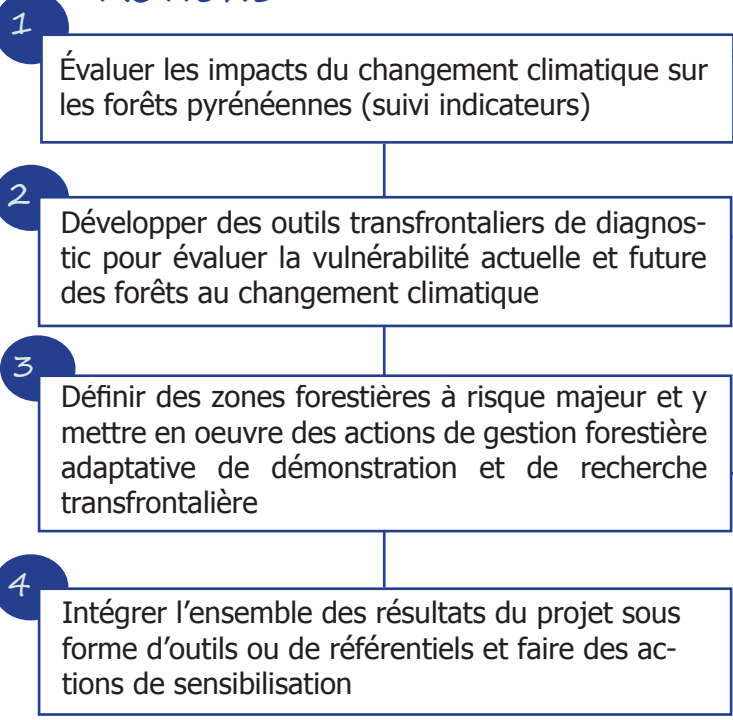 1
Évaluer les impacts du changement climatique sur
les forêts pyrénéennes (suivi indicateurs)
2
Développer des outils transfrontaliers de diagnos-
tic pour évaluer la vulnérabilité actuelle et future
des forêts au changement climatique
3
Définir des zones forestières à risque majeur et y
mettre en oeuvre des actions de gestion forestière
adaptative de démonstration et de recherche
transfrontalière
4
Intégrer l’ensemble des résultats du projet sous
forme d’outils ou de référentiels et faire des ac-
tions de sensibilisation